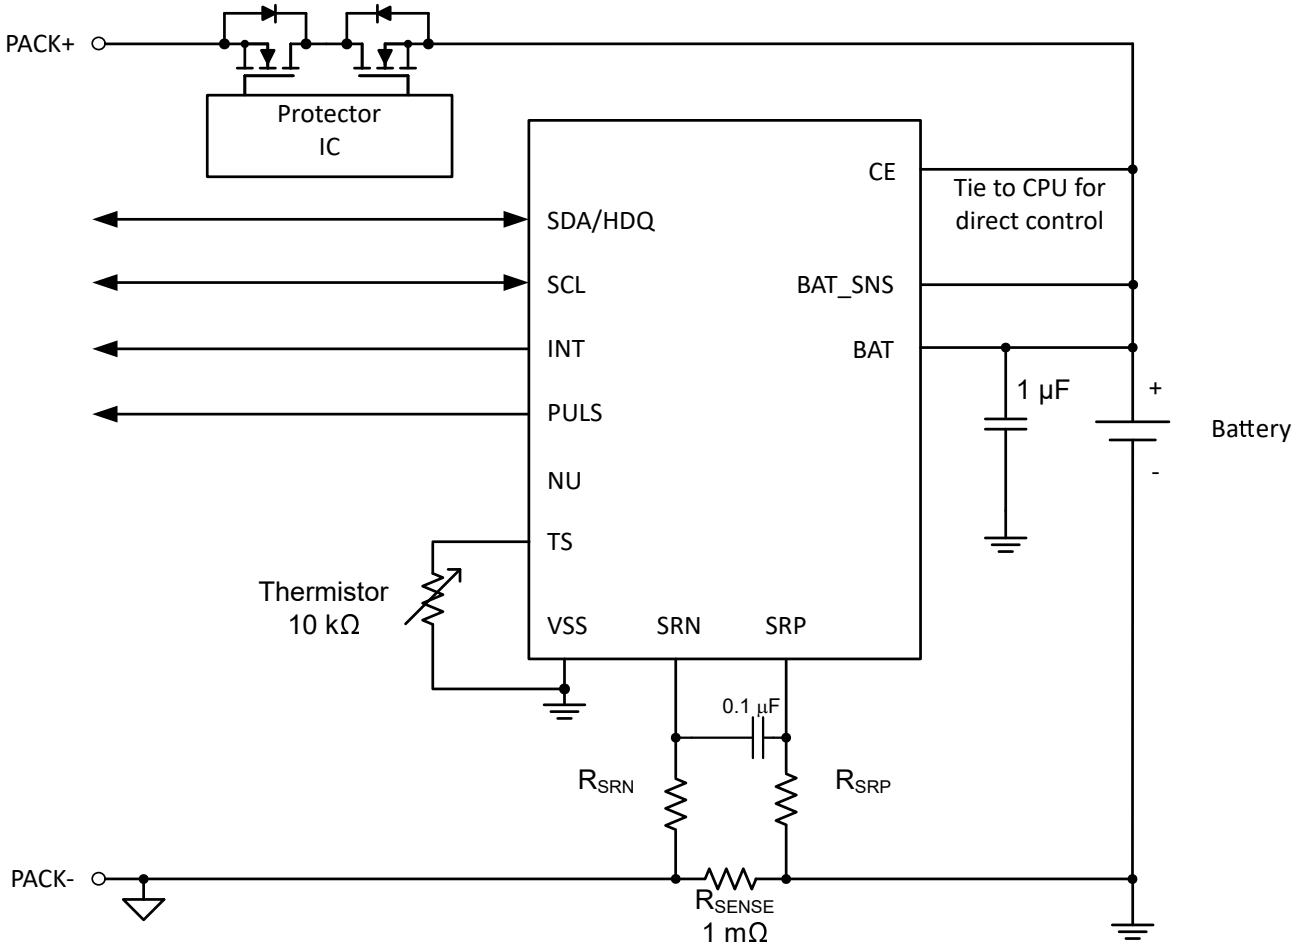 PACK+
Protector
IC
CE
Tie to CPU for
direct control
SDA/HDQ
SCL
BAT_SNS
INT
BAT
1 µF
+
PULS
Battery
-
NU
TS
Thermistor
10 kΩ
VSS
SRN
SRP
0.1 µF
RSRN
RSRP
PACK-
RSENSE
1 mΩ